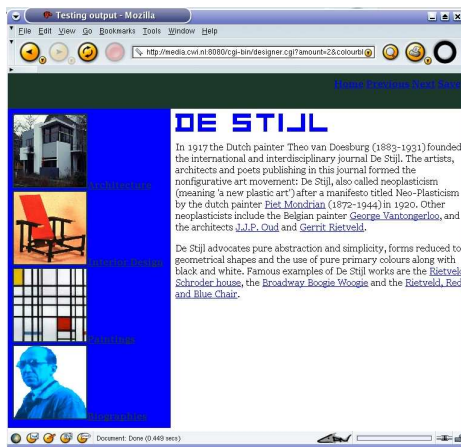 Testing output - Mozilla
File Edit View Go Bookmarks Tools Window Help
http://media.cwi.nl:8080/cgi-bin/designer.cgi?amount=2&colourbl
Home Previous Next
DE STIJL
In 1917 the Dutch painter Theo van Doesburg (1883-1931) founded
the international and interdisciplinary journal De Stijl. The artists,
architects and poets publishing in this journal formed the
nonfigurative art movement: De Stijl, also called neoplasticism
(meaning 'a new plastic art') after a manifesto titled Neo-Plasticism
by the dutch painter Piet Mondrian (1872-1944) in 1920. Other
neoplasticists include the Belgian painter George Vantongerloo, and
the architects J.J.P. Oud and Gerrit Rietveld.
De Stijl advocates pure abstraction and simplicity, forms reduced to
geometrical shapes and the use of pure primary colours along with
black and white. Famous examples of De Stijl works are the Rietveld
Schroder house, the Broadway Boogie Woogie and the Rietveld, Red
and Blue Chair.
Architecture
Interior Design
Paintings
Biographies
Document: Done (0.449 secs)